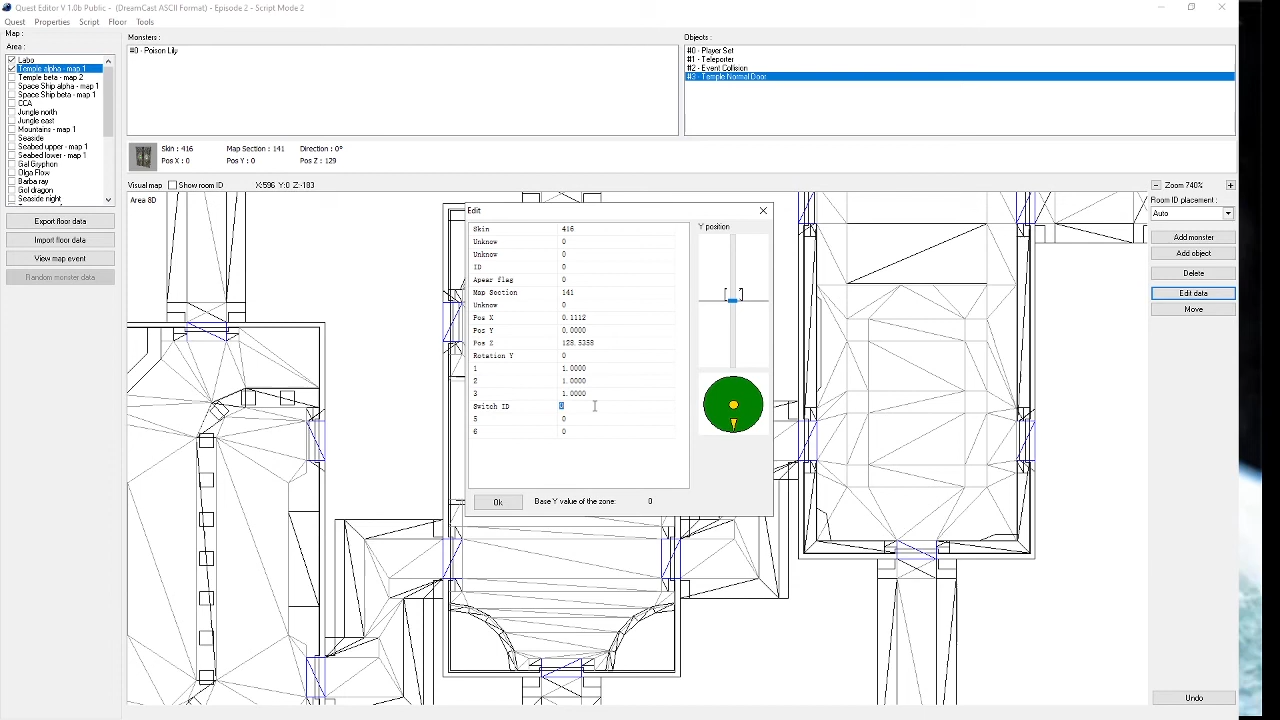 Quest Editor V 1.0b Public - (DreamCast ASCII Format) - Episode 2 - Script Mode 2
Quest Properties Script Floor Tools
Map :
Area :
Labo
Temple alpha - map 1
Temple beta - map 2
Space Ship alpha - map 1
Space Ship beta - map 1
CCA
Jungle north
Jungle east
Mountains - map 1
Seaside
Seabed upper - map 1
Seabed lower - map 1
Gal Gryphon
Olga Flow
Barba ray
Gol dragon
Seaside night
Export floor data
Import floor data
View map event
Random monster data
Monsters :
#0 - Poison Lily
Objects :
#0 - Player Set
#1 - Teleporter
#2 - Event Collision
#3 - Temple Normal Door
Skin : 416 Map Section : 141 Direction : 0°
Pos X : 0 Pos Y : 0 Pos Z : 129
Visual map Show room ID X:596 Y:0 Z:-183
Zoom 740%
Area 8D
Room ID placement :
Auto
Add monster
Add object
Delete
Edit data
Move
Undo
Edit
Skin 416
Unknow 0
Unknow 0
ID 0
Apear flag 0
Map Section 141
Unknow 0
Pos X 0.1112
Pos Y 0.0000
Pos Z 128.5358
Rotation Y 0
1 1.0000
2 1.0000
3 1.0000
Switch ID 0
5 0
6 0
Y position
Ok
Base Y value of the zone: 0